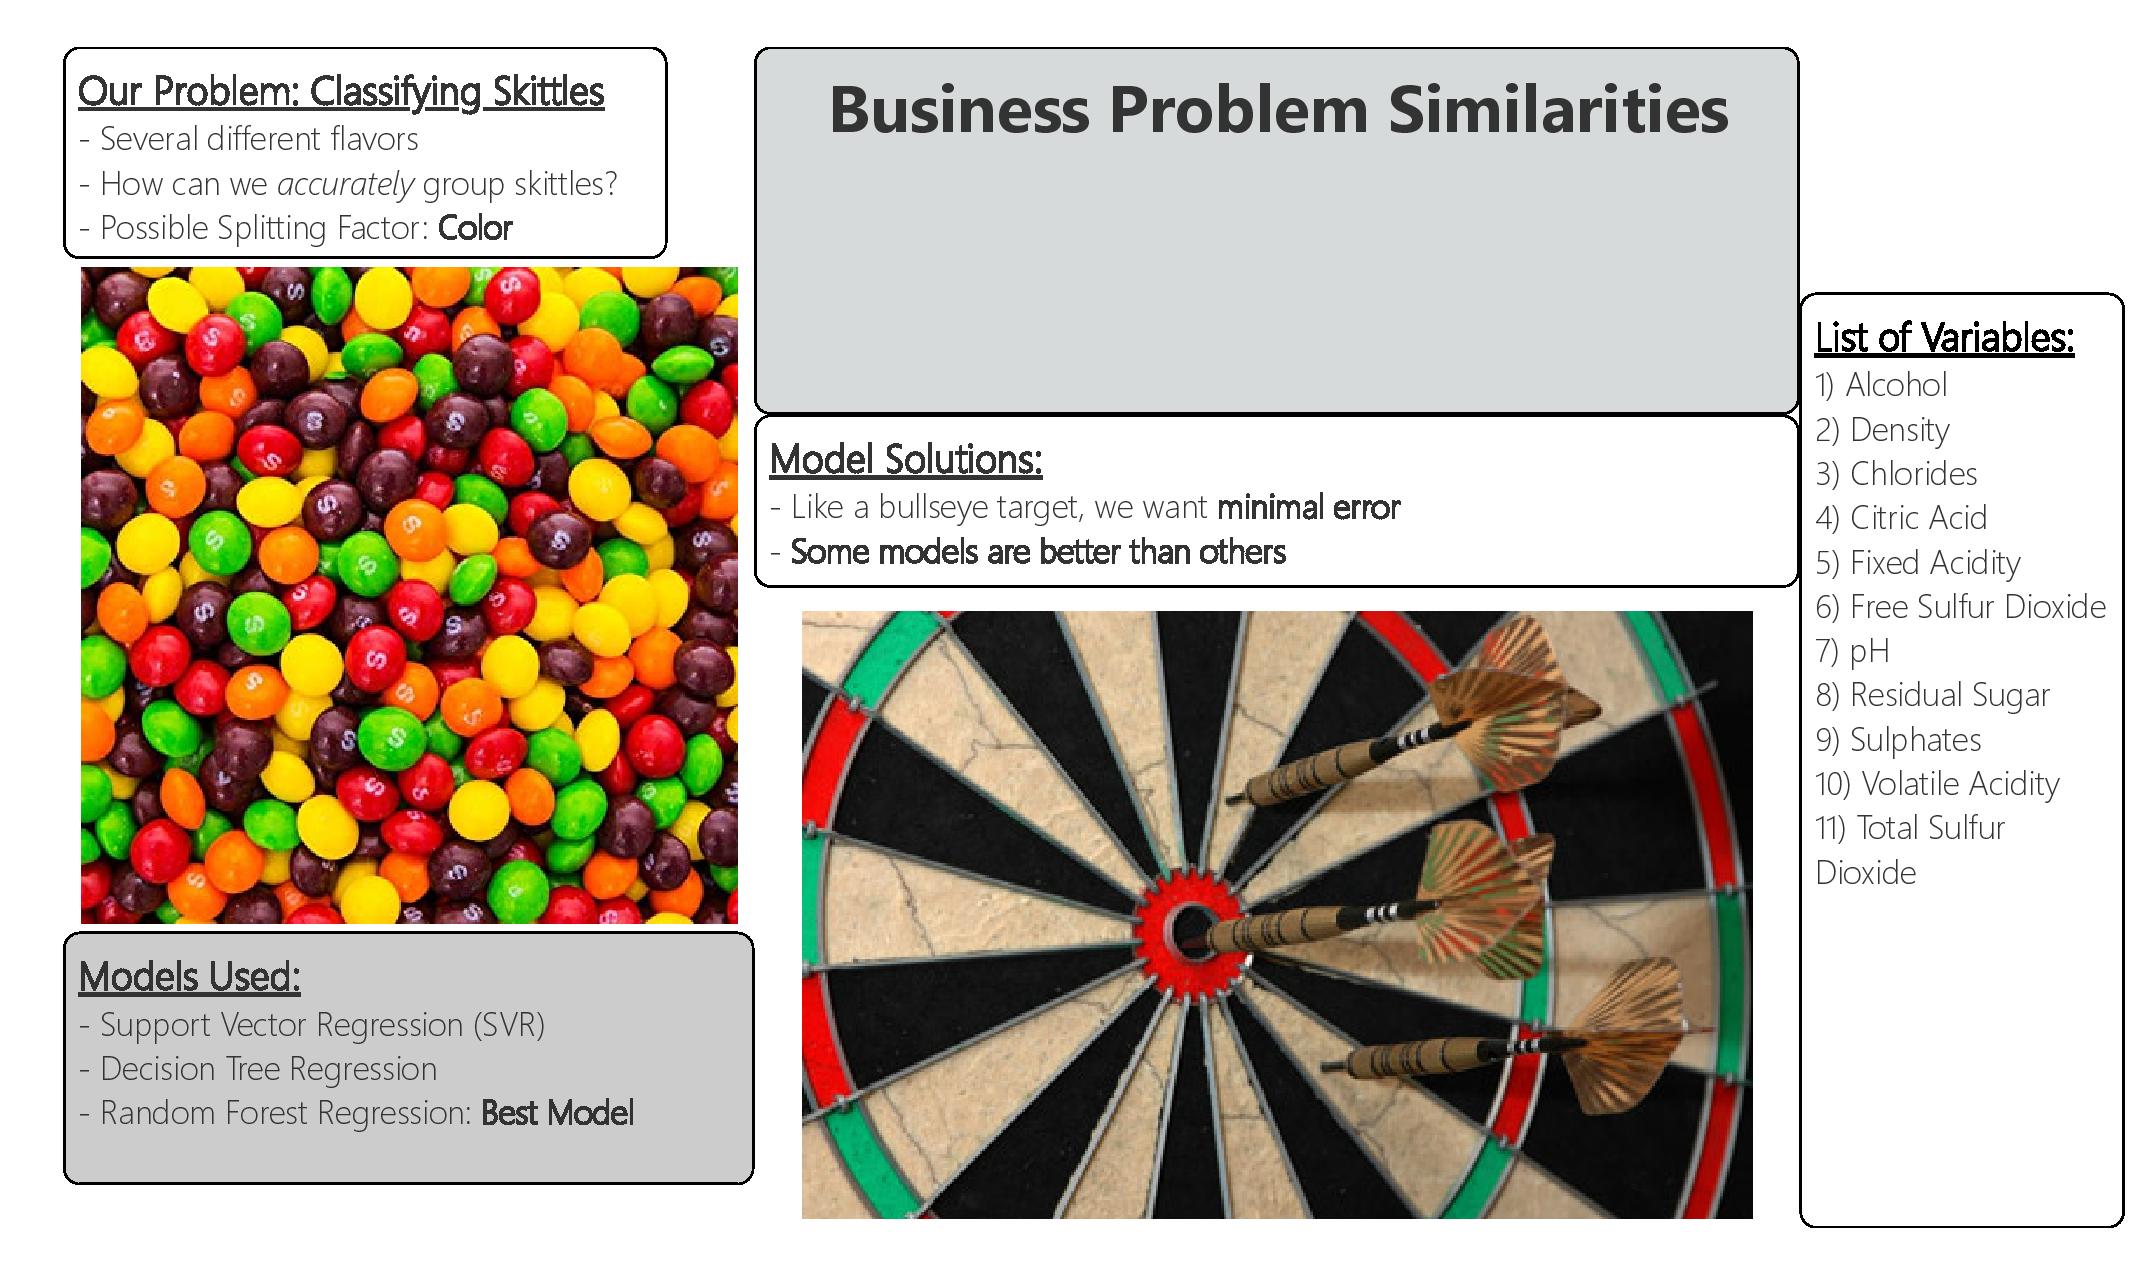 Our Problem: Classifying Skittles
- Several different flavors
- How can we accurately group skittles?
- Possible Splitting Factor: Color
Business Problem Similarities
Model Solutions:
- Like a bullseye target, we want minimal error
- Some models are better than others
List of Variables:
1) Alcohol
2) Density
3) Chlorides
4) Citric Acid
5) Fixed Acidity
6) Free Sulfur Dioxide
7) pH
8) Residual Sugar
9) Sulphates
10) Volatile Acidity
11) Total Sulfur
Dioxide
Models Used:
- Support Vector Regression (SVR)
- Decision Tree Regression
- Random Forest Regression: Best Model